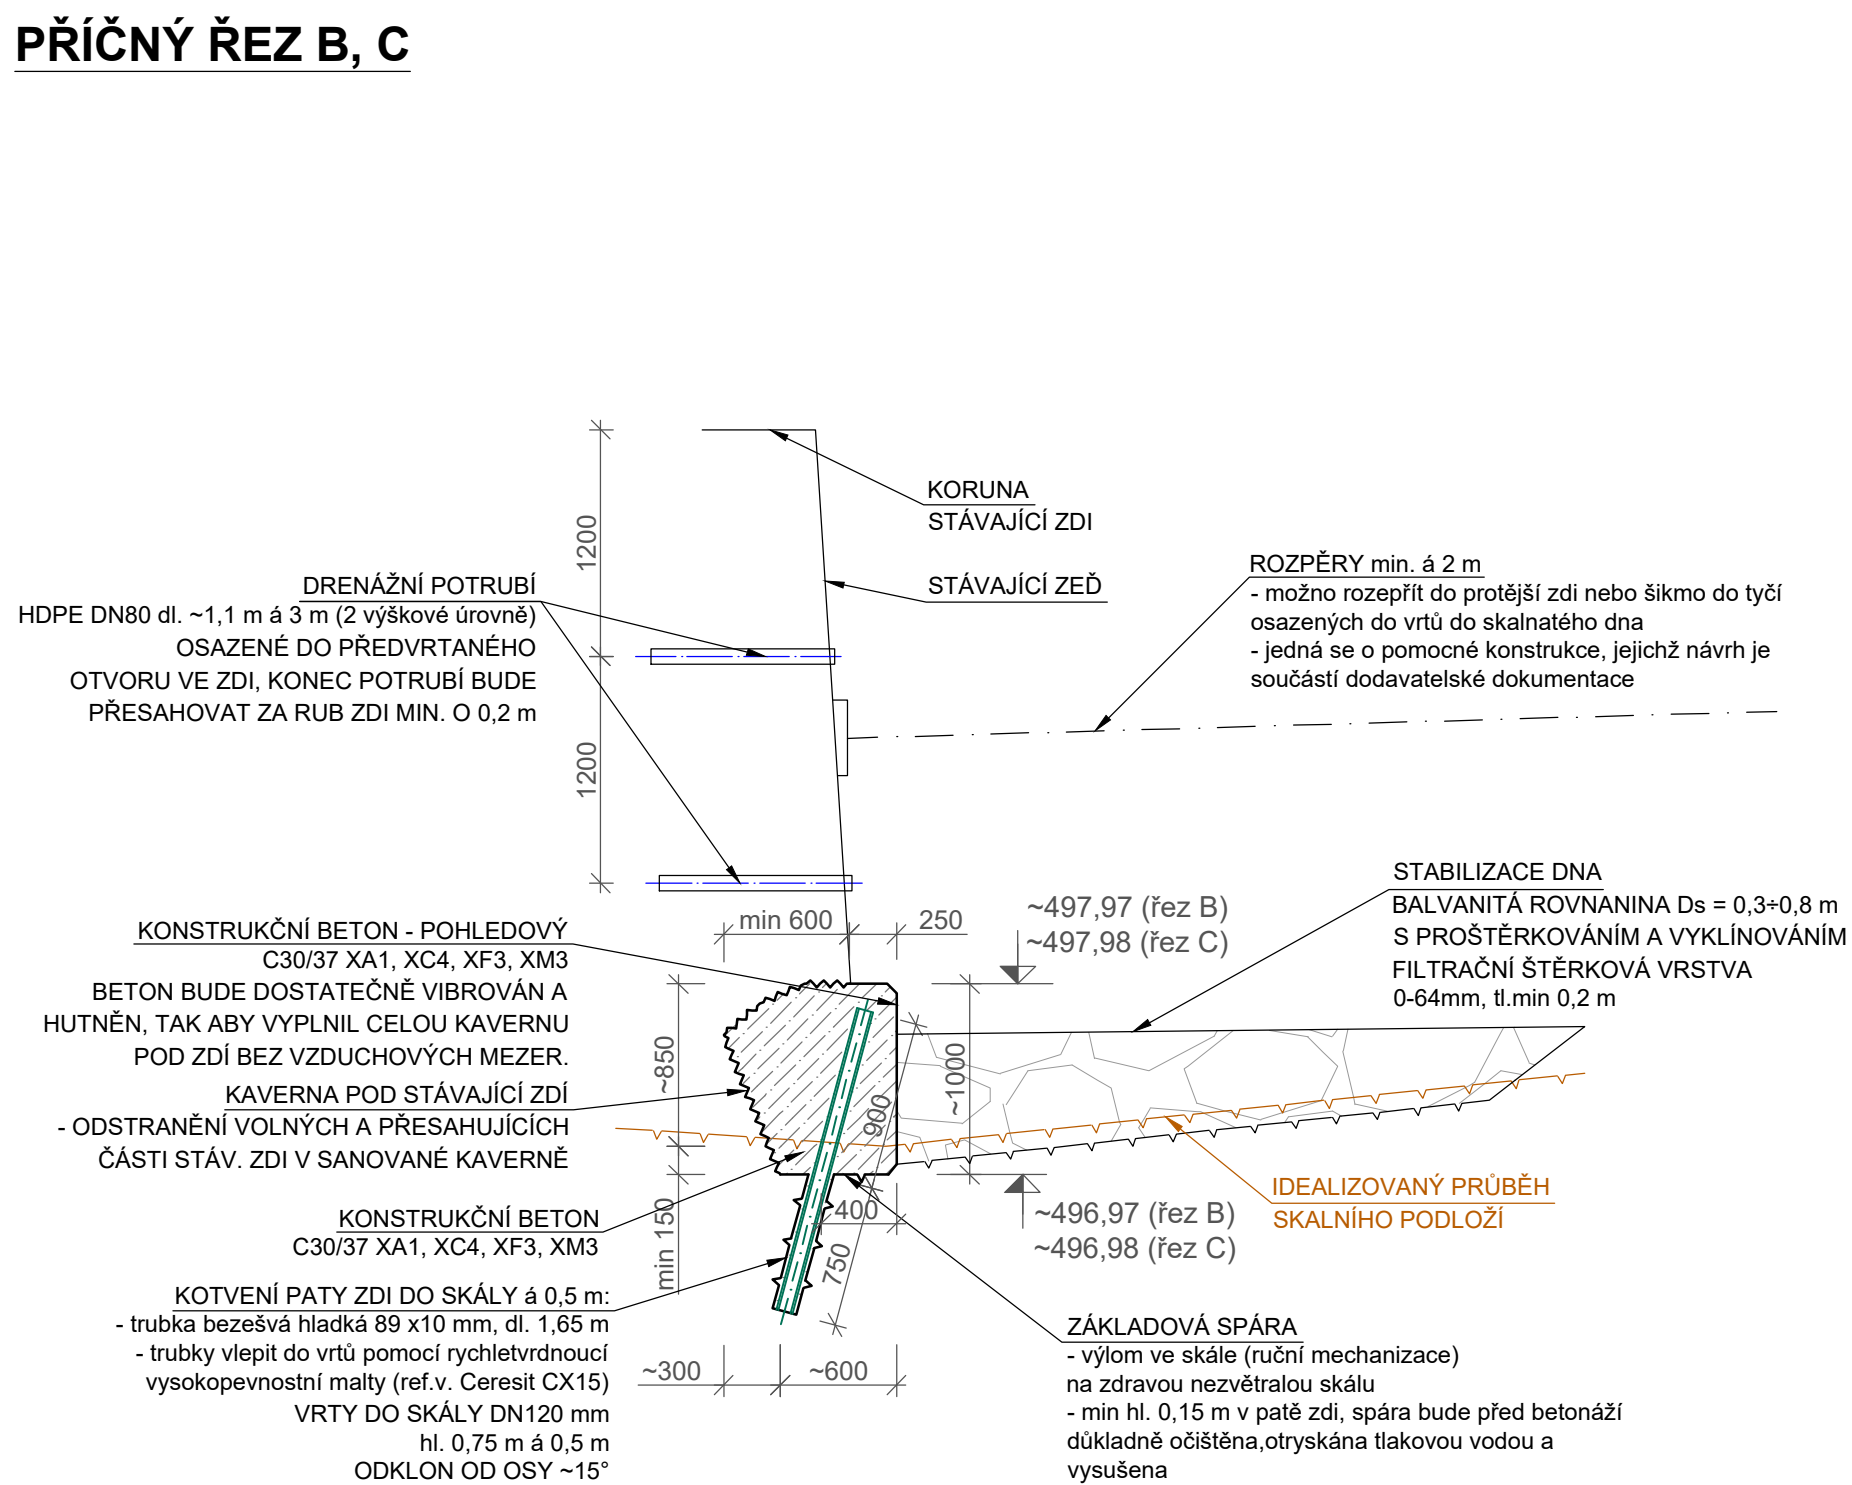 PŘÍČNÝ ŘEZ B, C
KORUNA
STÁVAJÍCÍ ZDI
STÁVAJÍCÍ ZEĎ
ROZPĚRY min. á 2 m
- možno rozepřít do protější zdi nebo šikmo do tyčí
osazených do vrtů do skalnatého dna
- jedná se o pomocné konstrukce, jejichž návrh je
součástí dodavatelské dokumentace
1200
1200
DRENÁŽNÍ POTRUBÍ
HDPE DN80 dl. ~1,1 m á 3 m (2 výškové úrovně)
OSAZENÉ DO PŘEDVRTANÉHO
OTVORU VE ZDI, KONEC POTRUBÍ BUDE
PŘESAHOVAT ZA RUB ZDI MIN. O 0,2 m
STABILIZACE DNA
BALVANITÁ ROVNANINA Ds = 0,3÷0,8 m
S PROŠTĚRKOVÁNÍM A VYKLÍNOVÁNÍM
FILTRAČNÍ ŠTĚRKOVÁ VRSTVA
0-64mm, tl.min 0,2 m
min 600
250
~497,97 (řez B)
~497,98 (řez C)
KONSTRUKČNÍ BETON - POHLEDOVÝ
C30/37 XA1, XC4, XF3, XM3
BETON BUDE DOSTATEČNĚ VIBROVÁN A
HUTNĚN, TAK ABY VYPLNIL CELOU KAVERNU
POD ZDÍ BEZ VZDUCHOVÝCH MEZER.
KAVERNA POD STÁVAJÍCÍ ZDÍ
- ODSTRANĚNÍ VOLNÝCH A PŘESAHUJÍCÍCH
ČÁSTI STÁV. ZDI V SANOVANÉ KAVERNĚ
~850
~1000
900
min 150
400
750
~496,97 (řez B)
~496,98 (řez C)
IDEALIZOVANÝ PRŮBĚH
SKALNÍHO PODLOŽÍ
KONSTRUKČNÍ BETON
C30/37 XA1, XC4, XF3, XM3
KOTVENÍ PATY ZDI DO SKÁLY á 0,5 m:
- trubka bezešvá hladká 89 x10 mm, dl. 1,65 m
- trubky vlepit do vrtů pomocí rychletvrdnoucí
vysokopevnostní malty (ref.v. Ceresit CX15)
VRTY DO SKÁLY DN120 mm
hl. 0,75 m á 0,5 m
ODKLON OD OSY ~15°
~300
~600
ZÁKLADOVÁ SPÁRA
- výlom ve skále (ruční mechanizace)
na zdravou nezvětralou skálu
- min hl. 0,15 m v patě zdi, spára bude před betonáží
důkladně očištěna,otryskána tlakovou vodou a
vysušena